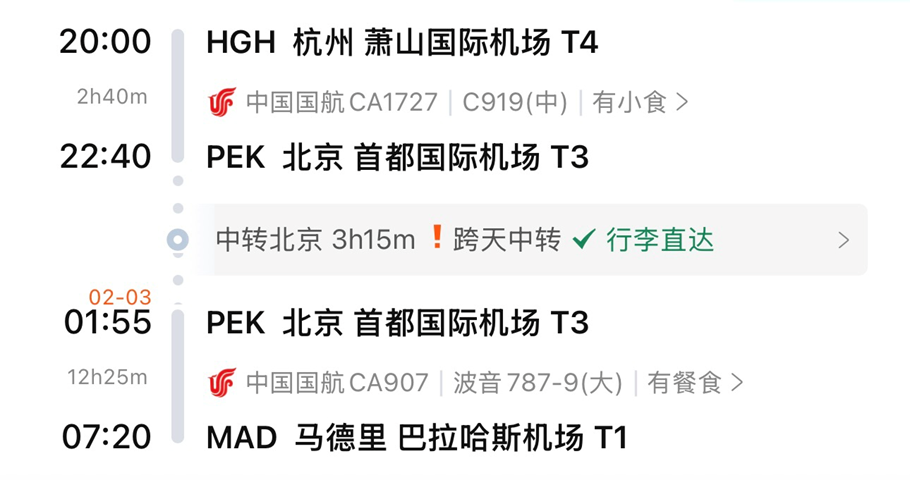 20:00 HGH 杭州 萧山国际机场 T4
2h40m 中国国航CA1727 | C919(中) | 有小食 >
22:40 PEK 北京 首都国际机场 T3
中转北京 3h15m ! 跨天中转 ✓ 行李直达 >
02-03
01:55 PEK 北京 首都国际机场 T3
12h25m 中国国航CA907 | 波音787-9(大) | 有餐食 >
07:20 MAD 马德里 巴拉哈斯机场 T1